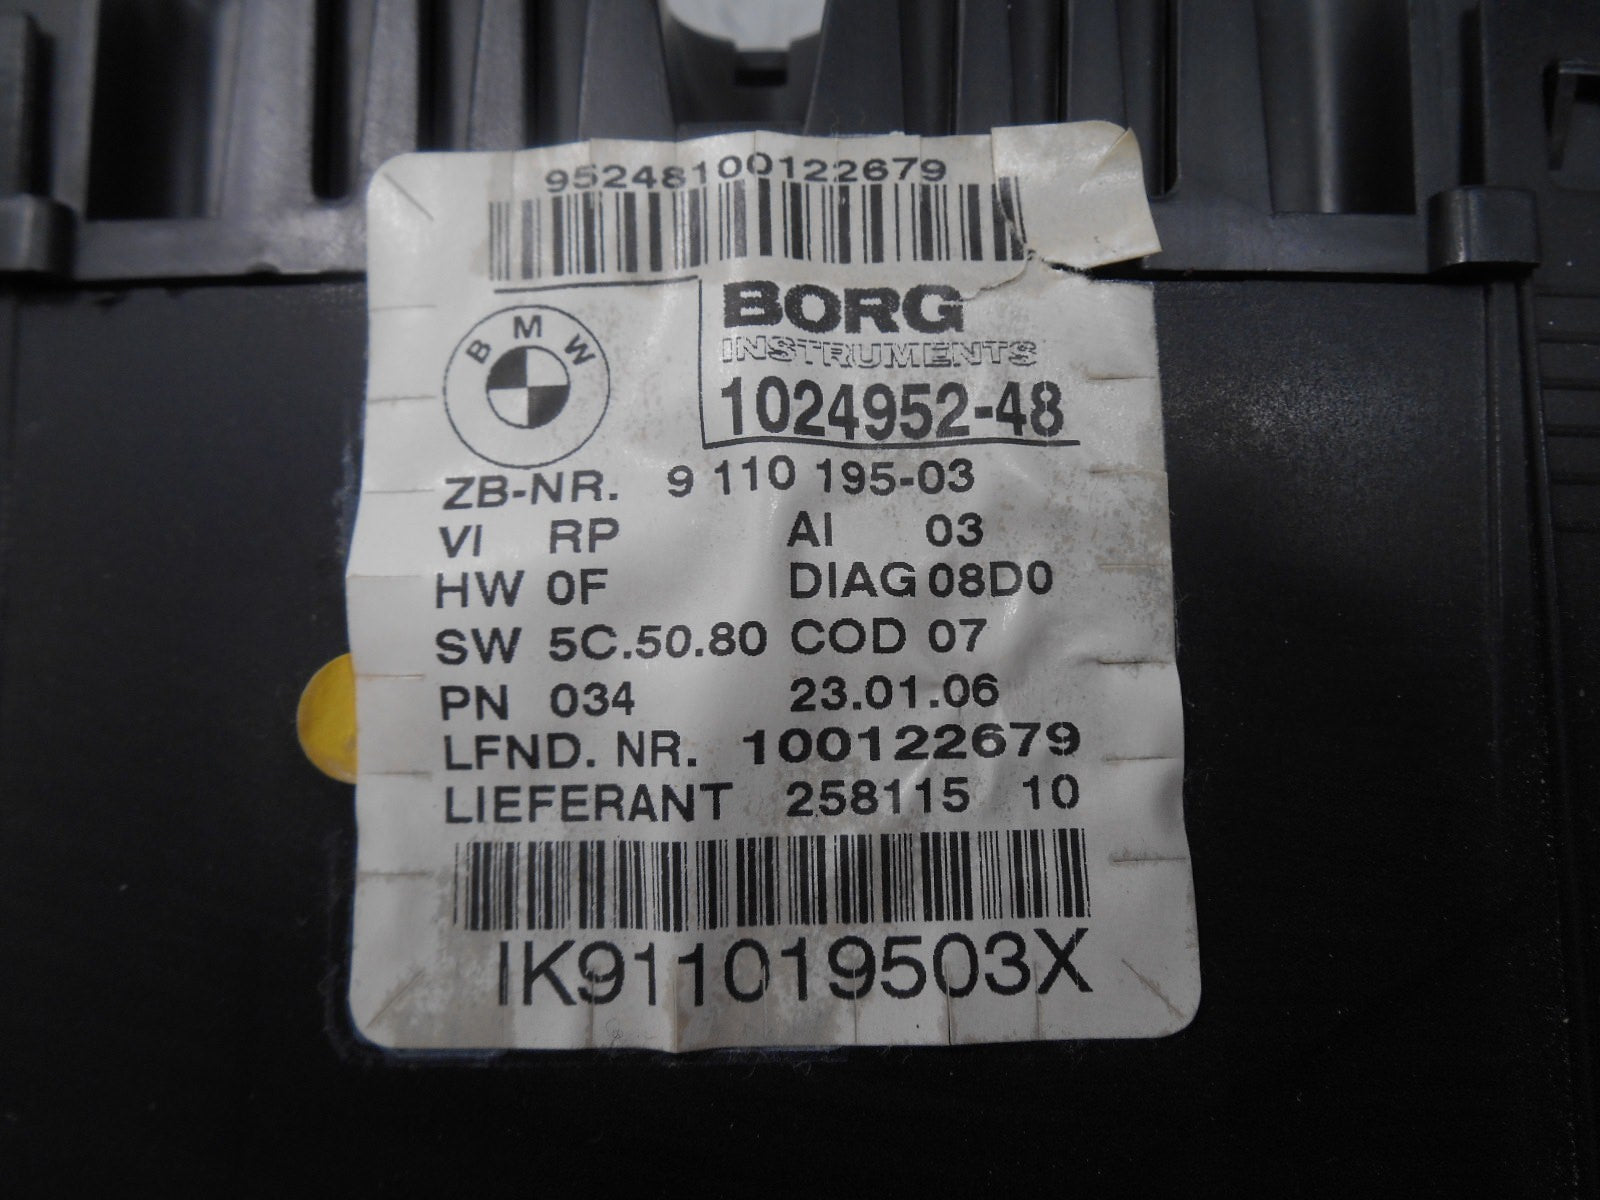 95248100122679
BMW
BORG
INSTRUMENTS
1024952-48
ZB-NR. 9 110 195-03
VI RP AI 03
HW 0F DIAG 08D0
SW 5C.50.80 COD 07
PN 034 23.01.06
LFND. NR. 100122679
LIEFERANT 258115 10
IK911019503X